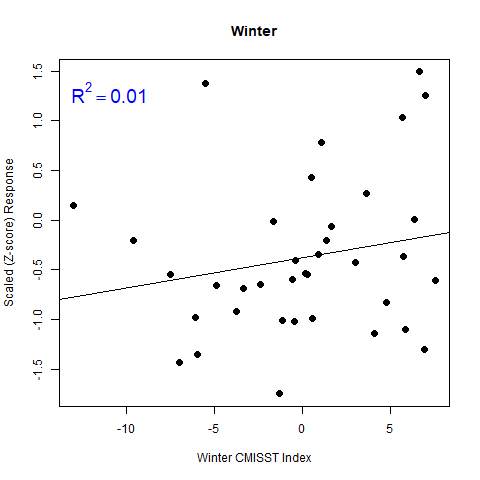 Winter
R² = 0.01
1.5
1.0
0.5
0.0
-0.5
-1.0
-1.5
Scaled (Z-score) Response
-10 -5 0 5
Winter CMISST Index